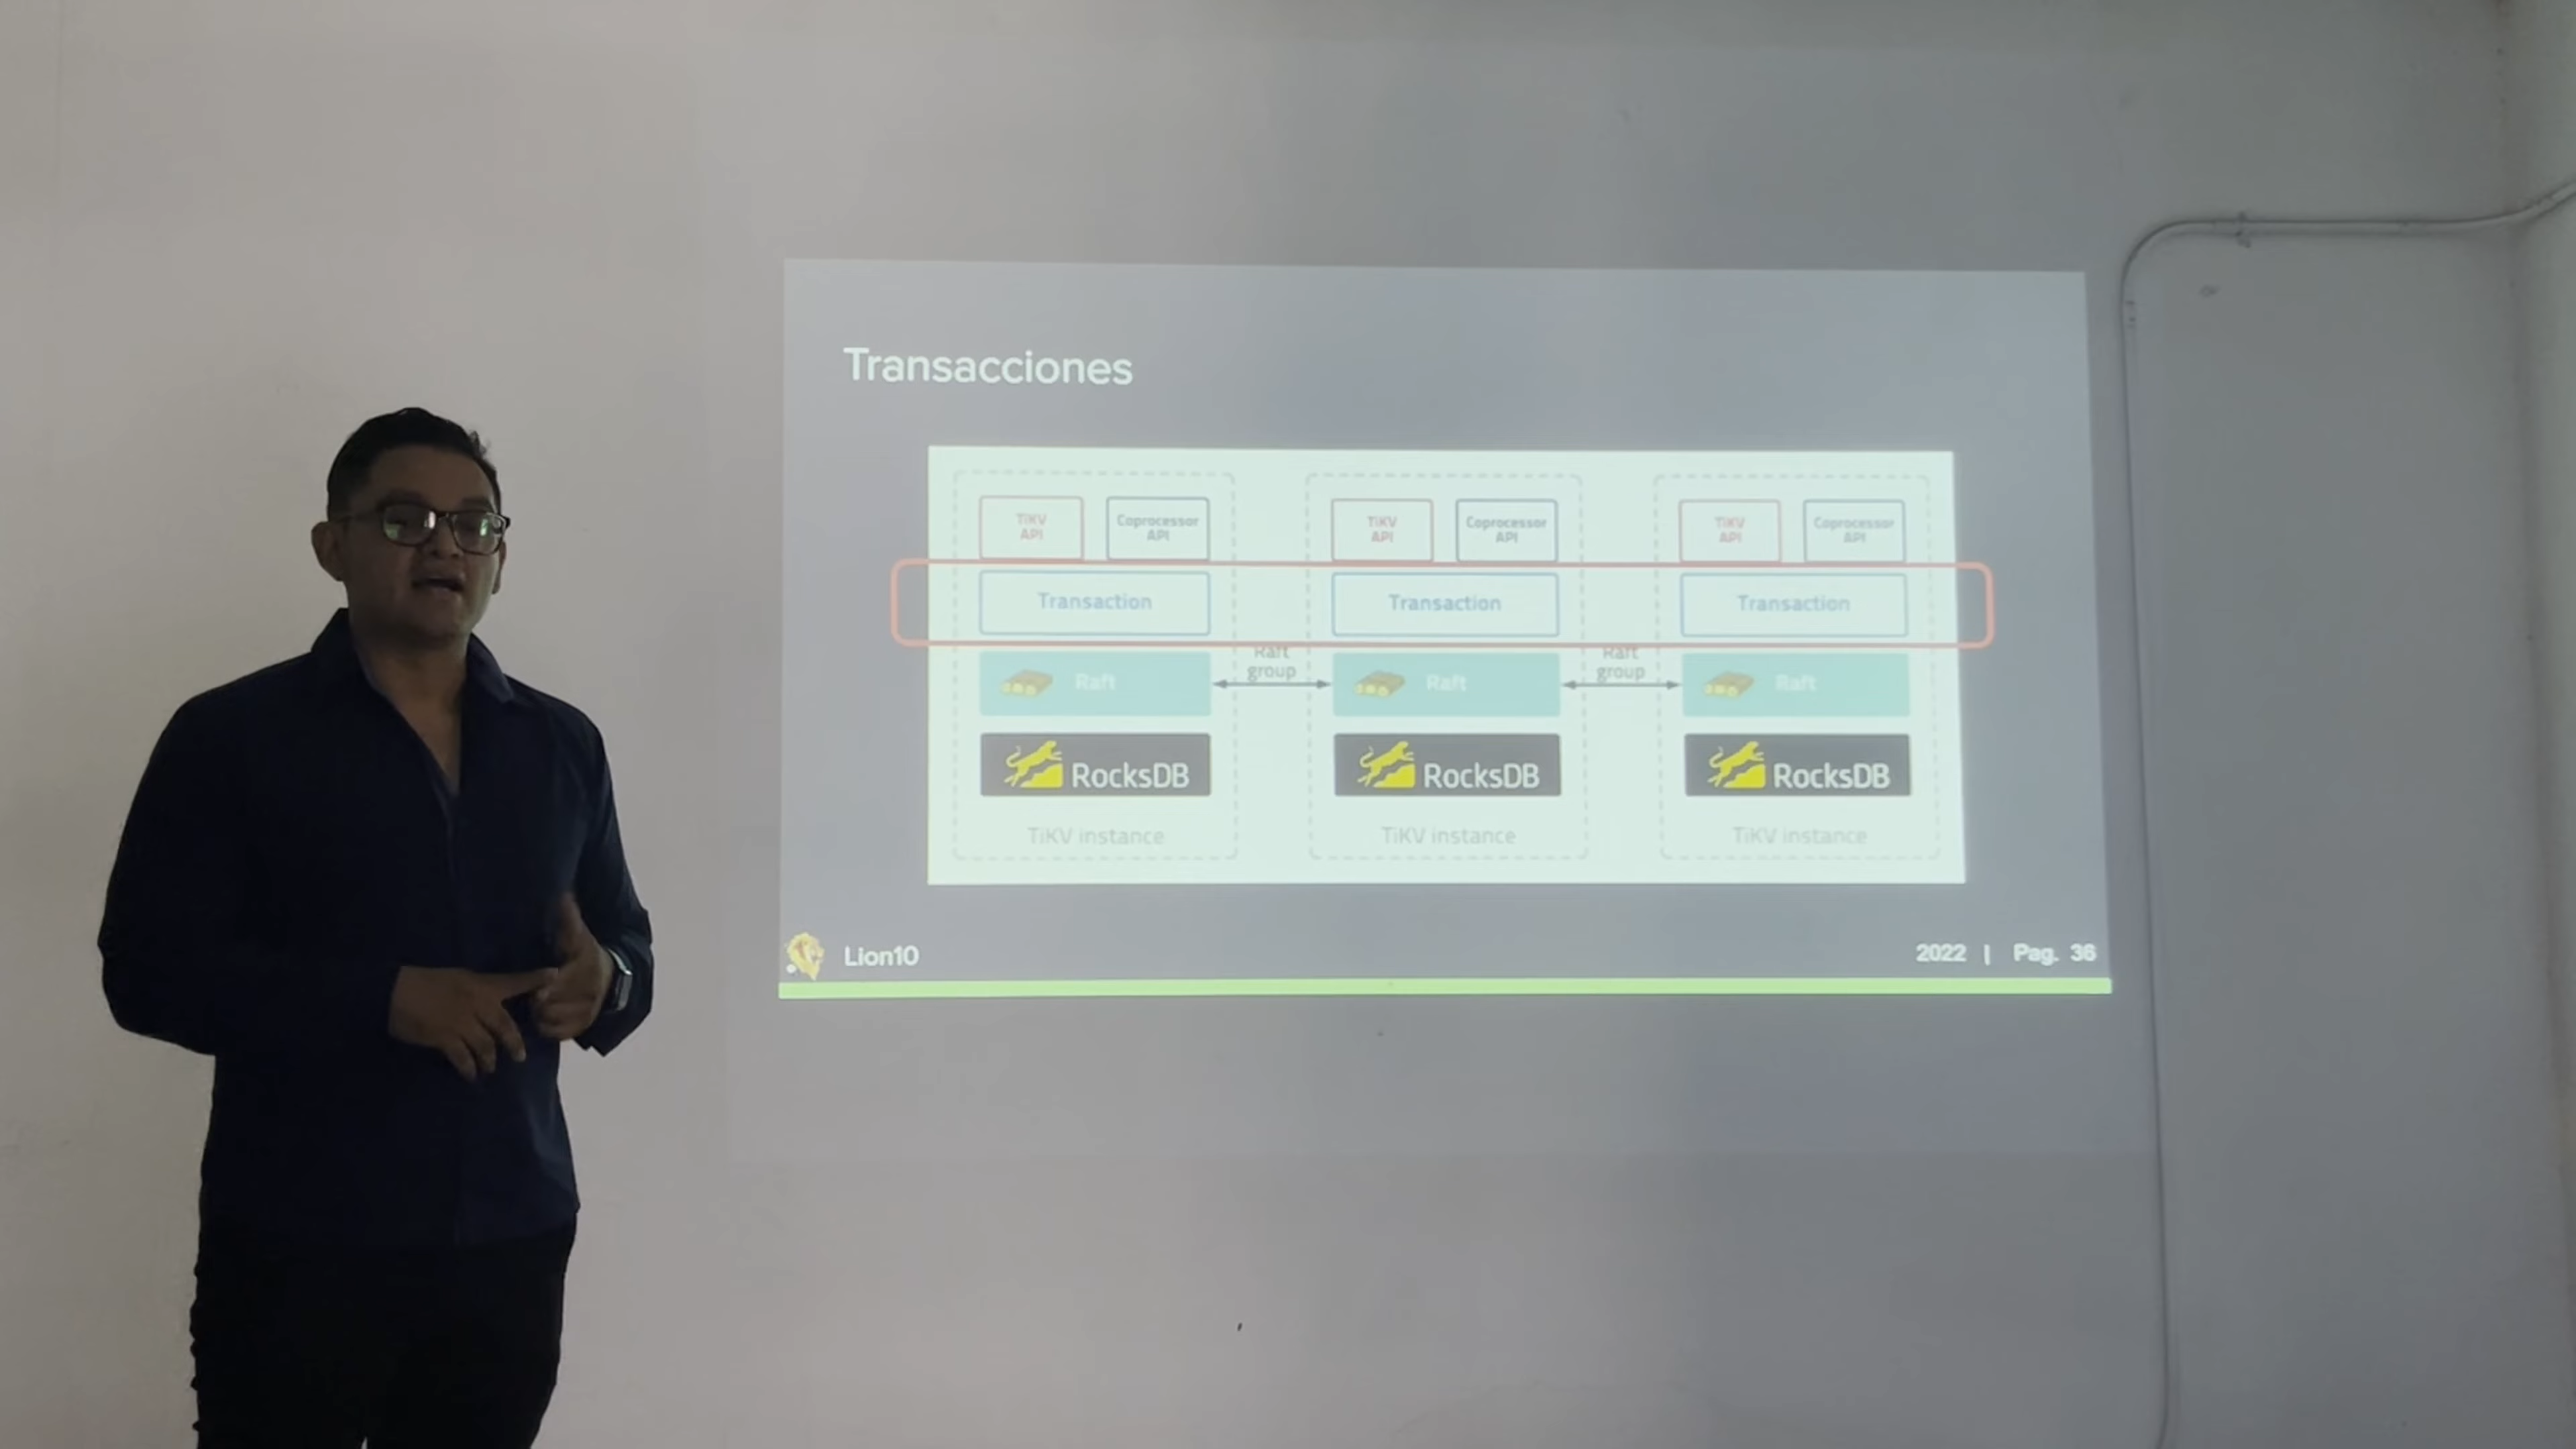 Transacciones
TiKV
API
Coprocessor
API
TiKV
API
Coprocessor
API
TiKV
API
Coprocessor
API
Transaction
Transaction
Transaction
Raft
group
Raft
group
Raft
Raft
Raft
RocksDB
RocksDB
RocksDB
TiKV instance
TiKV instance
TiKV instance
Lion10
2022 | Pag. 36